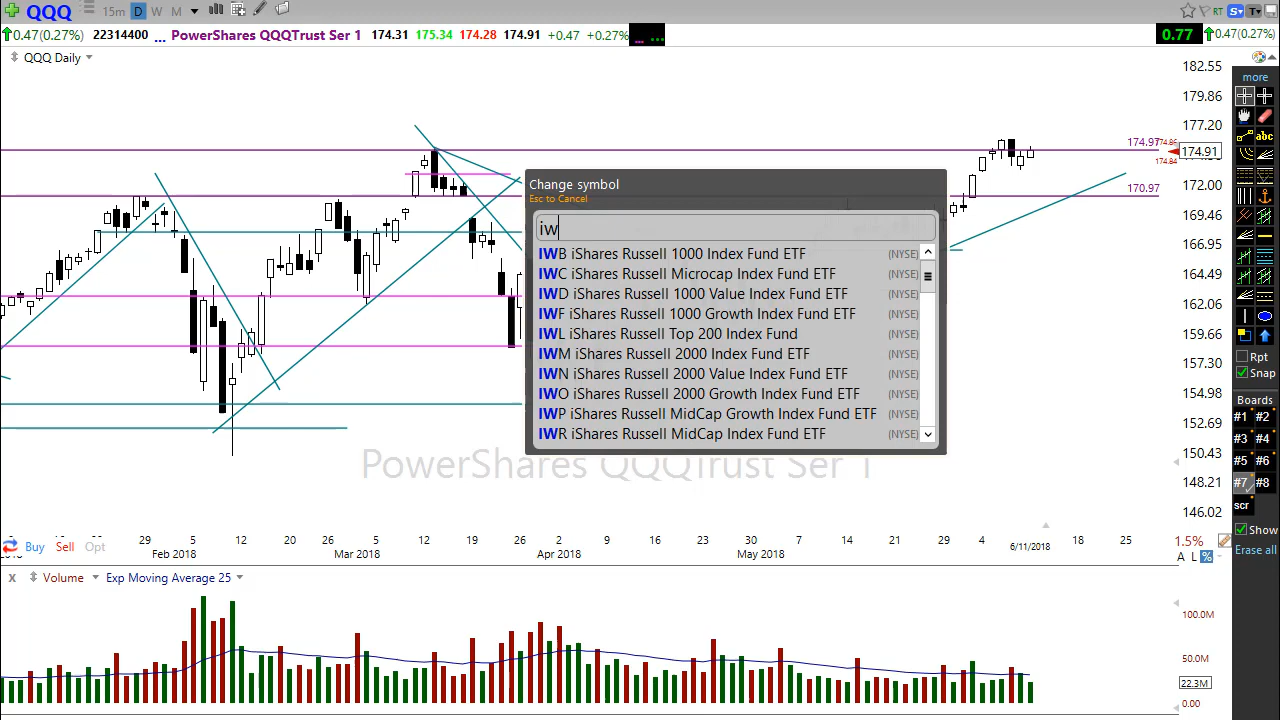 QQQ 15m D W M RT S T
0.47(0.27%) 22314400 ... PowerShares QQQTrust Ser 1 174.31 175.34 174.28 174.91 +0.47 +0.27% 0.77 0.47(0.27%)
QQQ Daily
182.55
more
179.86
177.20
174.97
174.86
174.91
174.84
172.00
170.97
169.46
166.95
164.49
162.06
159.66
157.30
154.98
152.69
150.43
148.21
146.02
Change symbol
Esc to Cancel
iw
IWB iShares Russell 1000 Index Fund ETF (NYSE)
IWC iShares Russell Microcap Index Fund ETF (NYSE)
IWD iShares Russell 1000 Value Index Fund ETF (NYSE)
IWF iShares Russell 1000 Growth Index Fund ETF (NYSE)
IWL iShares Russell Top 200 Index Fund (NYSE)
IWM iShares Russell 2000 Index Fund ETF (NYSE)
IWN iShares Russell 2000 Value Index Fund ETF (NYSE)
IWO iShares Russell 2000 Growth Index Fund ETF (NYSE)
IWP iShares Russell MidCap Growth Index Fund ETF (NYSE)
IWR iShares Russell MidCap Index Fund ETF (NYSE)
PowerShares QQQTrust Ser 1
abc
Rpt
Snap
Boards
#1 #2
#3 #4
#5 #6
#7 #8
scr
Show
Erase all
29 5 12 20 26 5 12 19 26 2 9 16 23 30 7 14 21 29 4 6/11/2018 18 25
Feb 2018 Mar 2018 Apr 2018 May 2018
Buy Sell Opt
1.5%
A L %
X Volume Exp Moving Average 25
100.0M
50.0M
22.3M
0.00